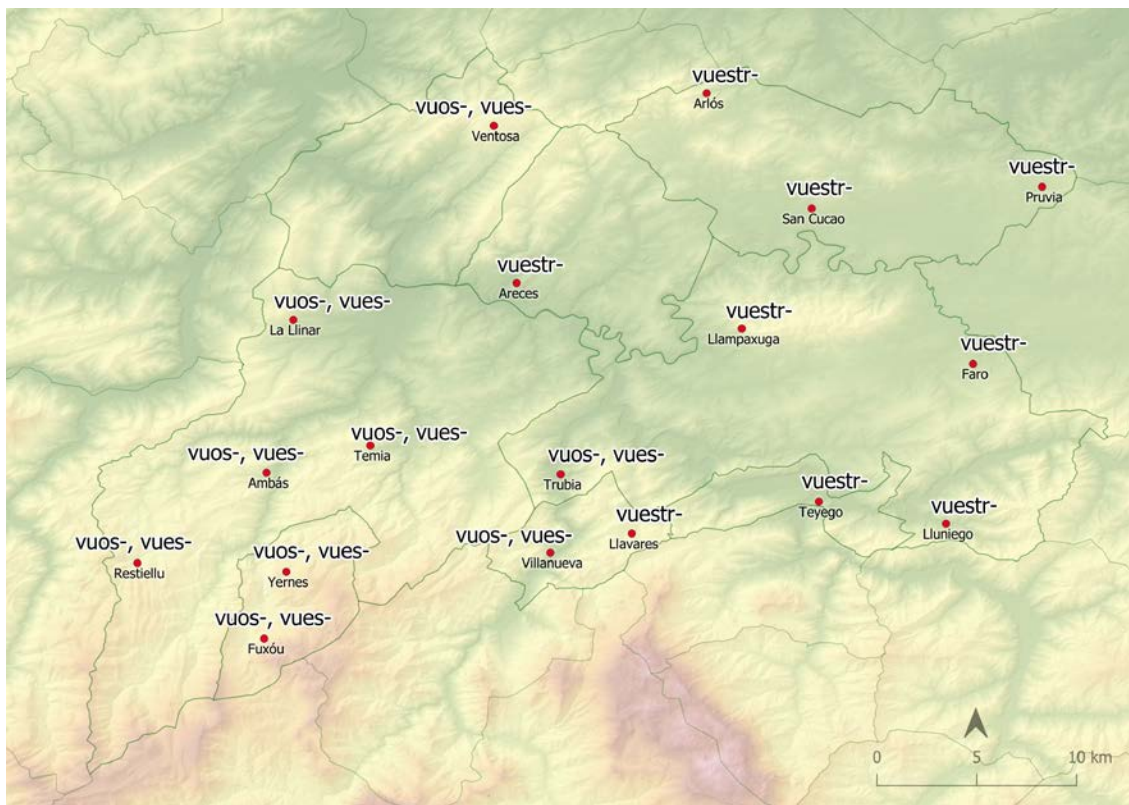 vuestr-
Arlós
vuos-, vues-
Ventosa
vuestr-
Pruvia
vuestr-
San Cucao
vuestr-
Areces
vuos-, vues-
La Llinar
vuestr-
Llampaxuga
vuestr-
Faro
vuos-, vues-
Temia
vuos-, vues-
Ambás
vuos-, vues-
Trubia
vuestr-
Teyego
vuestr-
Lluniego
vuestr-
Llavares
vuos-, vues-
Villanueva
vuos-, vues-
Restiellu
vuos-, vues-
Yernes
vuos-, vues-
Fuxóu
0 5 10 km